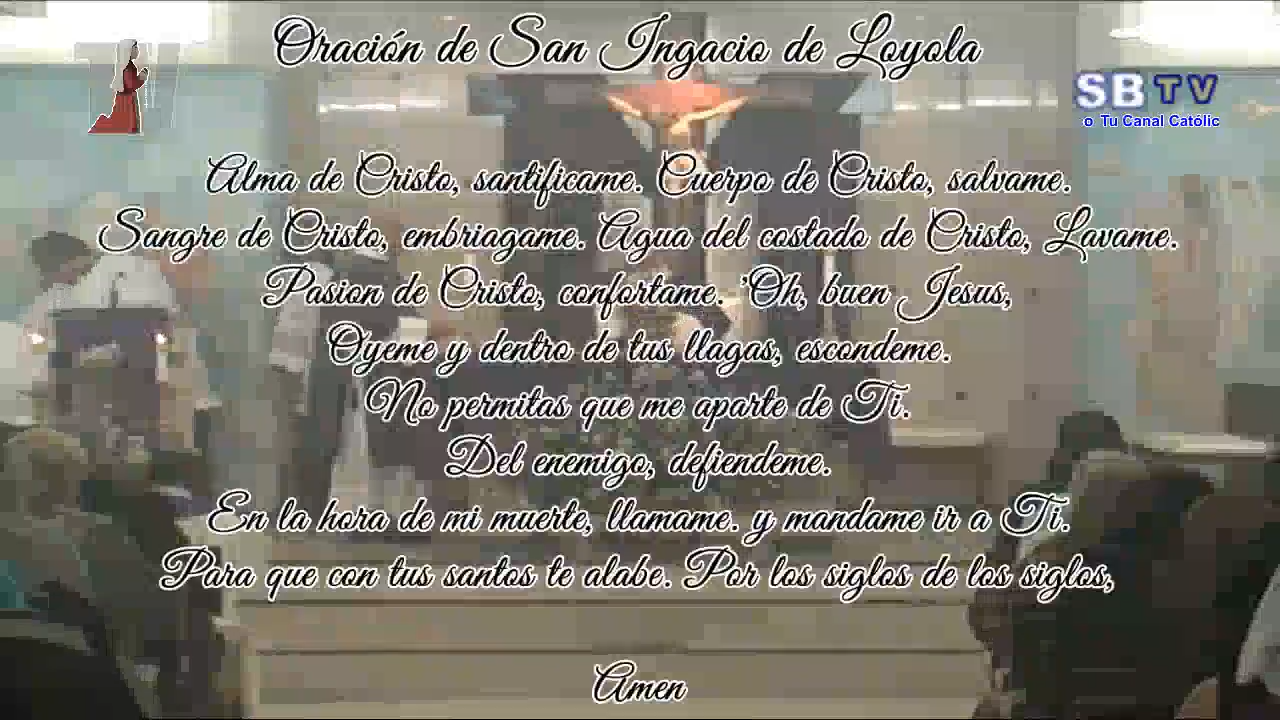 Oración de San Ingacio de Loyola
SBTV
o Tu Canal Católic
Alma de Cristo, santificame. Cuerpo de Cristo, salvame.
Sangre de Cristo, embriagame. Agua del costado de Cristo, Lavame.
Pasion de Cristo, confortame. 'Oh, buen Jesus,
Oyeme y dentro de tus llagas, escondeme.
No permitas que me aparte de Ti.
Del enemigo, defiendeme.
En la hora de mi muerte, llamame. y mandame ir a Ti.
Para que con tus santos te alabe. Por los siglos de los siglos,
Amen